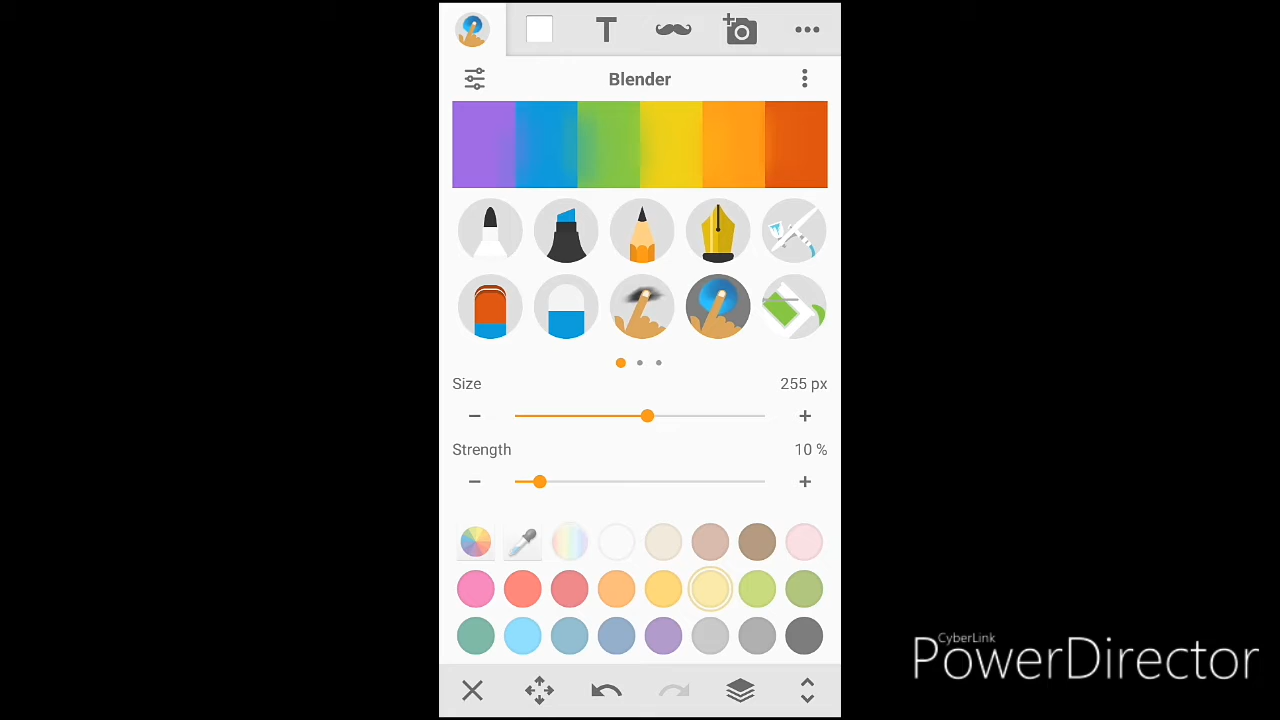 T
Blender
Size 255 px
Strength 10 %
CyberLink
PowerDirector